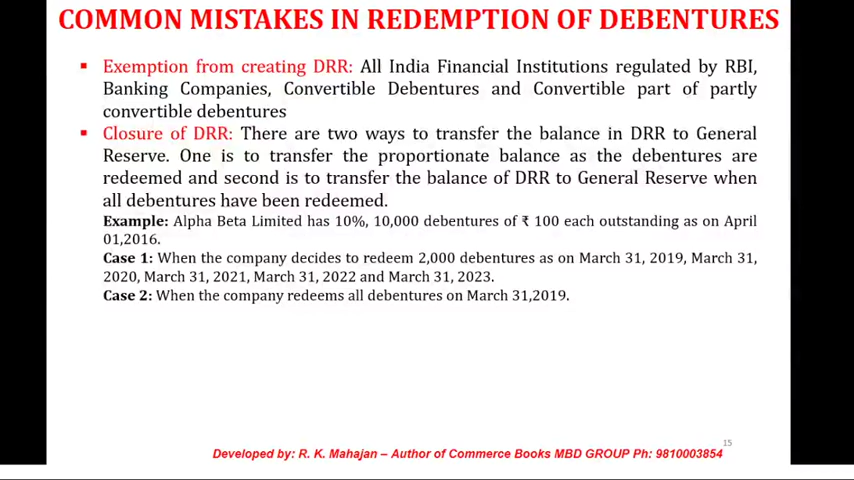 COMMON MISTAKES IN REDEMPTION OF DEBENTURES
▪ Exemption from creating DRR: All India Financial Institutions regulated by RBI,
Banking Companies, Convertible Debentures and Convertible part of partly
convertible debentures
▪ Closure of DRR: There are two ways to transfer the balance in DRR to General
Reserve. One is to transfer the proportionate balance as the debentures are
redeemed and second is to transfer the balance of DRR to General Reserve when
all debentures have been redeemed.
Example: Alpha Beta Limited has 10%, 10,000 debentures of ₹ 100 each outstanding as on April
01,2016.
Case 1: When the company decides to redeem 2,000 debentures as on March 31, 2019, March 31,
2020, March 31, 2021, March 31, 2022 and March 31, 2023.
Case 2: When the company redeems all debentures on March 31,2019.
15
Developed by: R. K. Mahajan – Author of Commerce Books MBD GROUP Ph: 9810003854